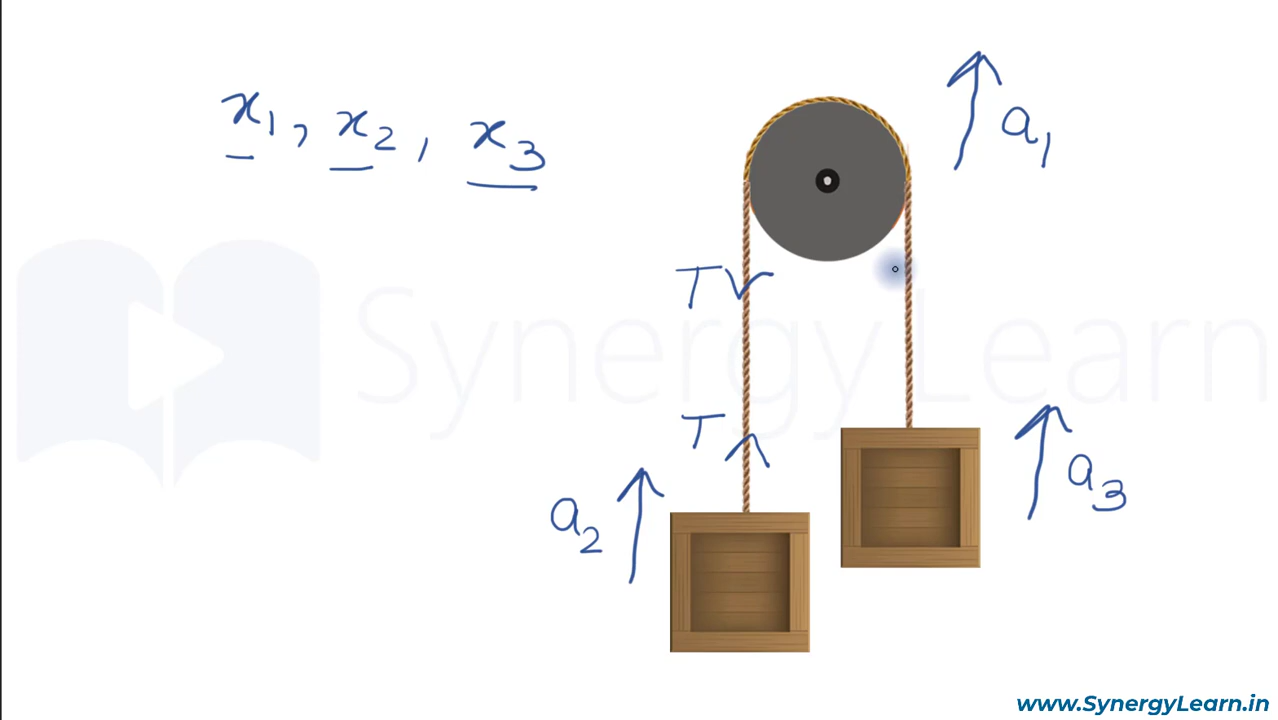 x₁, x₂, x₃
a₁
T
T
a₂
a₃
SynergyLearn
www.SynergyLearn.in